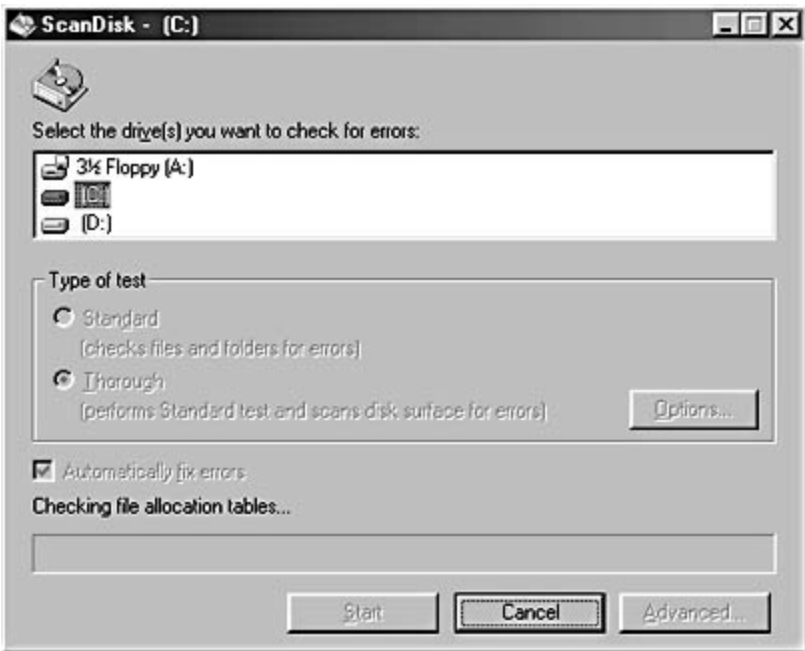 ScanDisk - (C:)
Select the drive(s) you want to check for errors:
3½ Floppy (A:)
(C:)
(D:)
Type of test
Standard
(checks files and folders for errors)
Thorough
(performs Standard test and scans disk surface for errors)
Options...
Automatically fix errors
Checking file allocation tables...
Start
Cancel
Advanced...